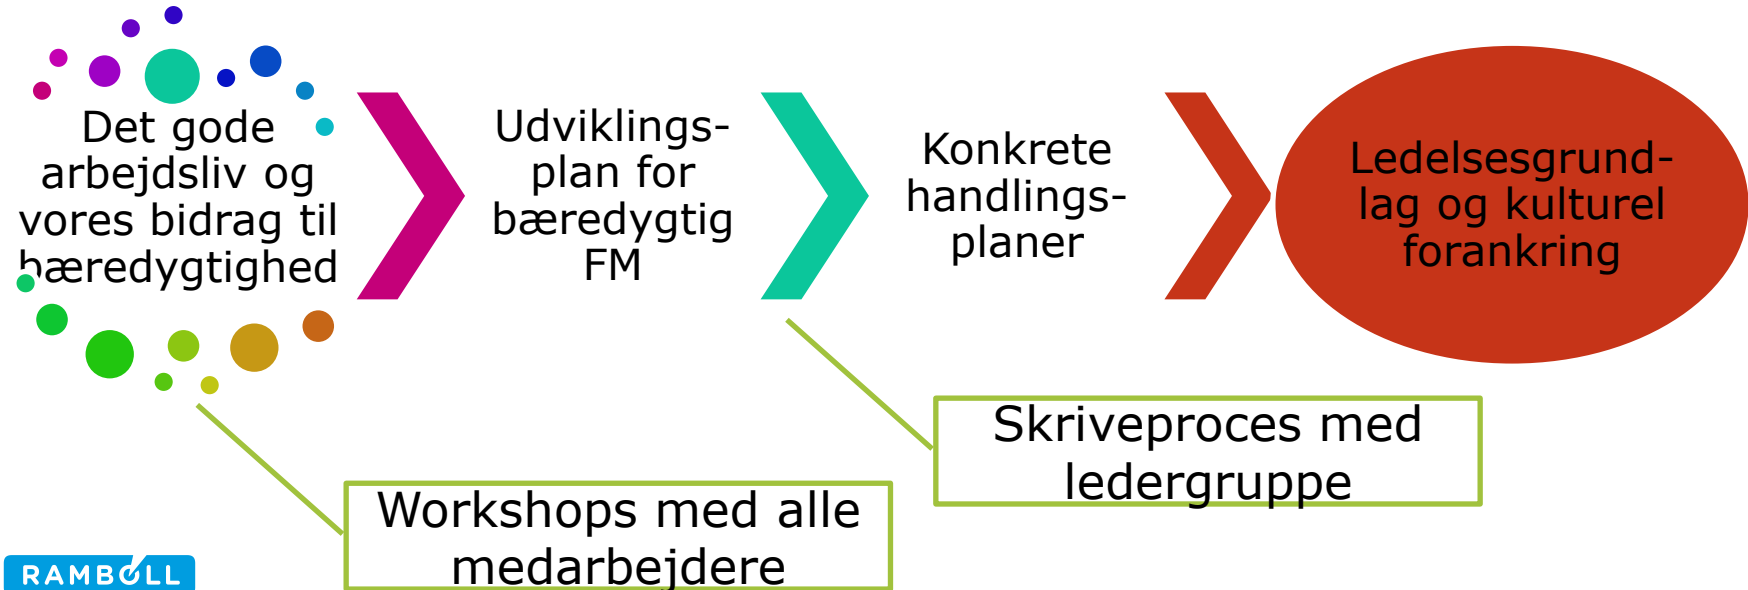 Det gode
arbejdsliv og
vores bidrag til
bæredygtighed
Udviklings-
plan for
bæredygtig
FM
Konkrete
handlings-
planer
Ledelsesgrund-
lag og kulturel
forankring
Skriveproces med
ledergruppe
Workshops med alle
medarbejdere
RAMBOLL